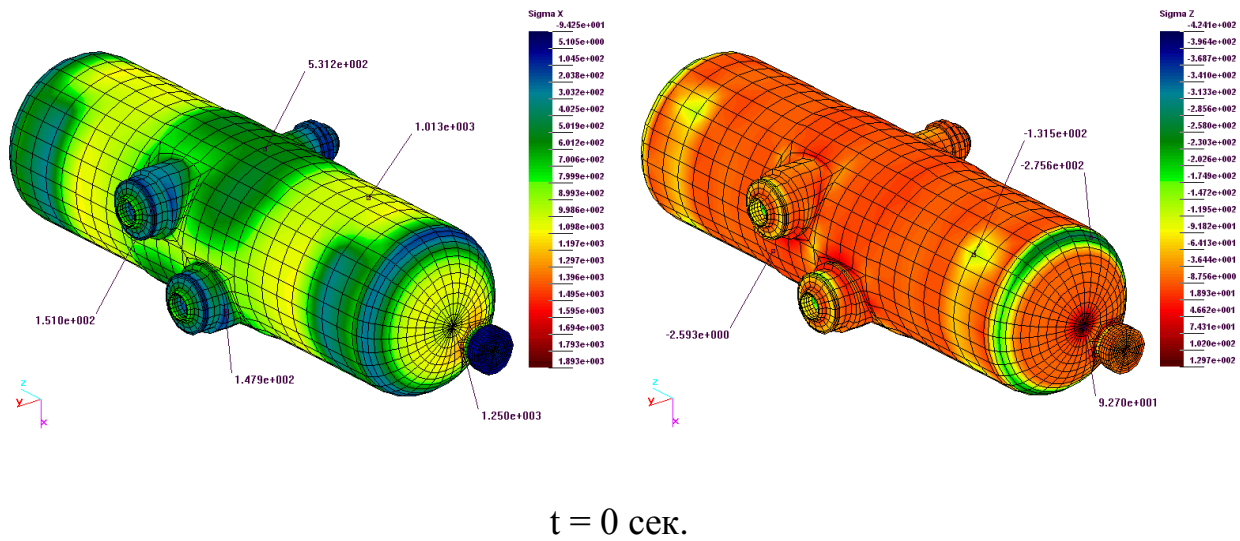 Sigma X
-9.425e+001
5.105e+000
1.045e+002
2.038e+002
3.032e+002
4.025e+002
5.019e+002
6.012e+002
7.006e+002
7.999e+002
8.993e+002
9.986e+002
1.098e+003
1.197e+003
1.297e+003
1.396e+003
1.495e+003
1.595e+003
1.694e+003
1.793e+003
1.893e+003
5.312e+002
1.013e+003
1.510e+002
1.479e+002
1.250e+003
z
y
x
Sigma Z
-4.241e+002
-3.964e+002
-3.687e+002
-3.410e+002
-3.133e+002
-2.856e+002
-2.580e+002
-2.303e+002
-2.026e+002
-1.749e+002
-1.472e+002
-1.195e+002
-9.182e+001
-6.413e+001
-3.644e+001
-8.756e+000
1.893e+001
4.662e+001
7.431e+001
1.020e+002
1.297e+002
-1.315e+002
-2.756e+002
-2.593e+000
9.270e+001
z
y
x
t = 0 сек.